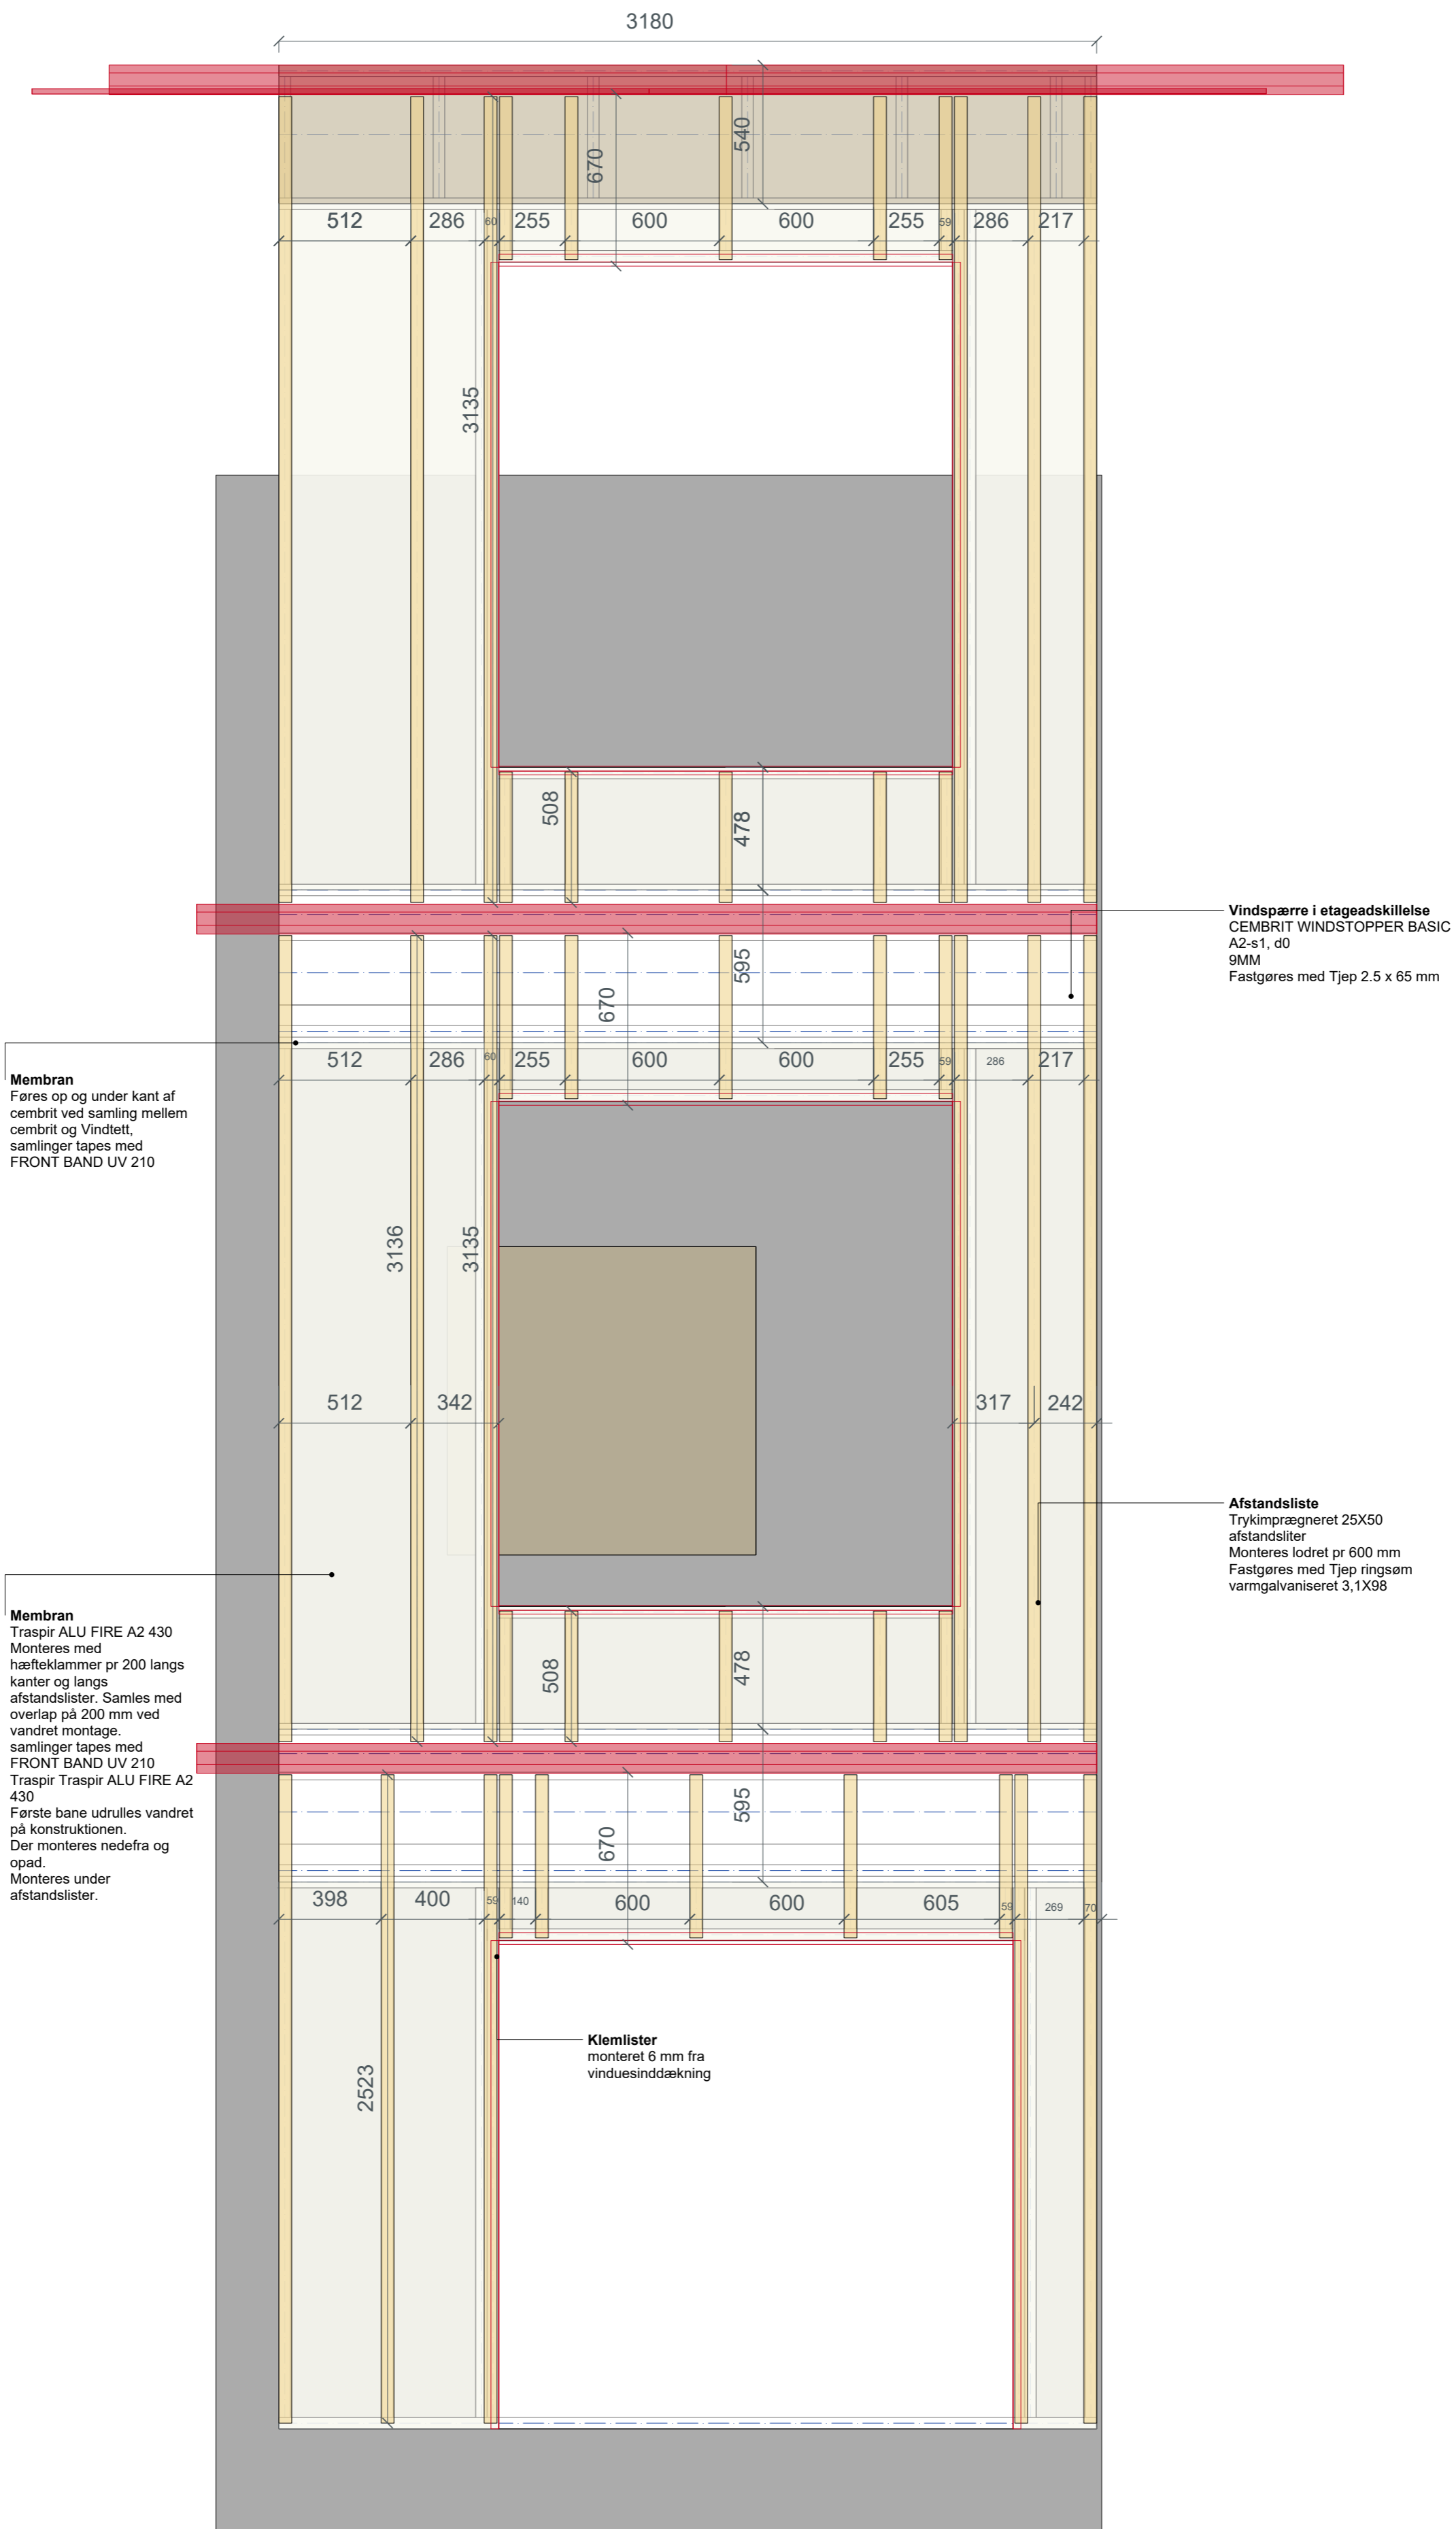 3180
540
670
512
286
60
255
600
600
255
59
286
217
3135
508
478
Vindspærre i etageadskillelse
CEMBRIT WINDSTOPPER BASIC
A2-s1, d0
9MM
Fastgøres med Tjep 2.5 x 65 mm
595
670
Membran
Føres op og under kant af
cembrit ved samling mellem
cembrit og Vindtett,
samlinger tapes med
FRONT BAND UV 210
512
286
60
255
600
600
255
59
286
217
3136
3135
512
342
317
242
Afstandsliste
Trykimprægneret 25X50
afstandsliter
Monteres lodret pr 600 mm
Fastgøres med Tjep ringsøm
varmgalvaniseret 3,1X98
Membran
Traspir ALU FIRE A2 430
Monteres med
hæfteklammer pr 200 langs
kanter og langs
afstandslister. Samles med
overlap på 200 mm ved
vandret montage.
samlinger tapes med
FRONT BAND UV 210
Traspir Traspir ALU FIRE A2
430
Første bane udrulles vandret
på konstruktionen.
Der monteres nedefra og
opad.
Monteres under
afstandslister.
508
478
595
670
398
400
59
140
600
600
605
59
269
70
Klemlister
monteret 6 mm fra
vinduesinddækning
2523